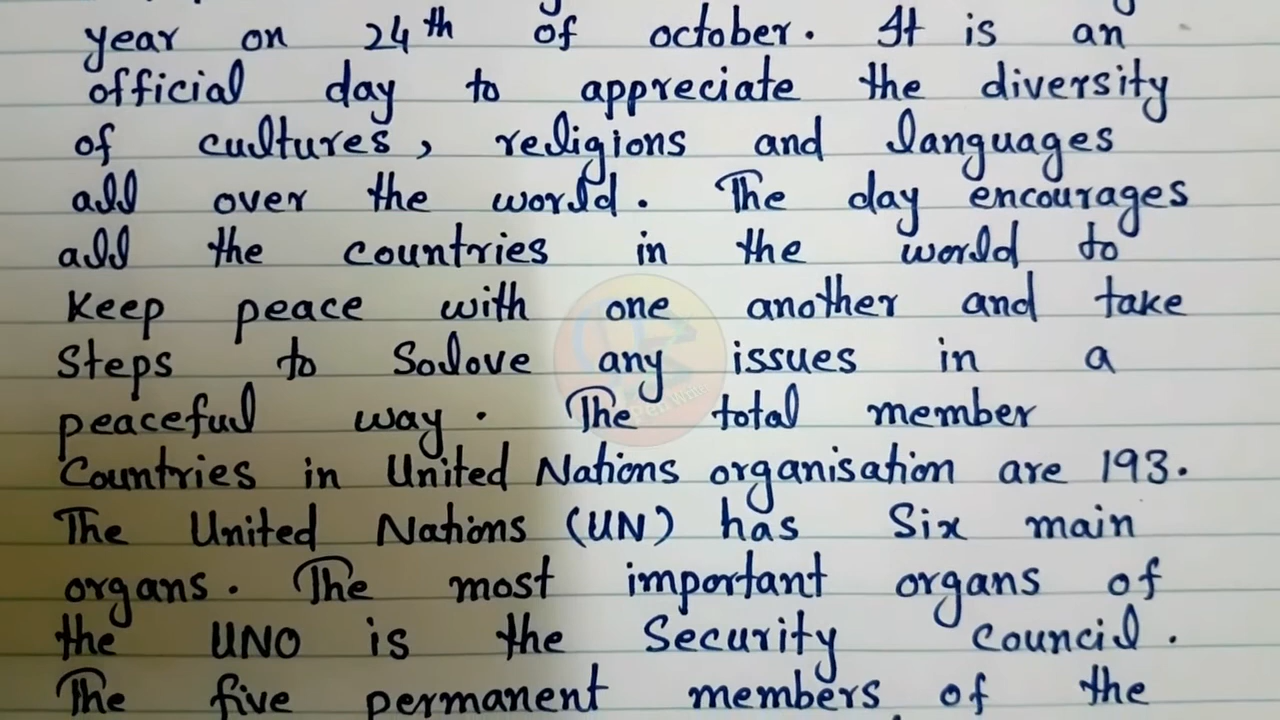 year on 24th of october. It is an
official day to appreciate the diversity
of cultures, religions and languages
all over the world. The day encourages
all the countries in the world to
keep peace with one another and take
Steps to Solove any issues in a
peaceful way. The total member
Countries in United Nations organisation are 193.
The United Nations (UN) has Six main
organs. The most important organs of
the UNO is the Security Council.
The five permanent members of the